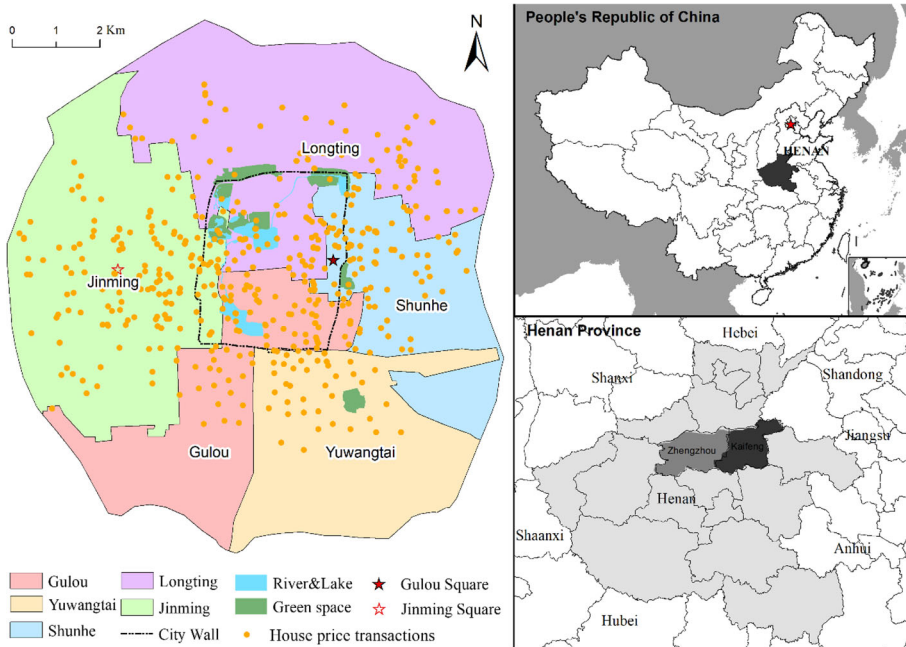 0 2 Km
N
Longting
Jinming
Shunhe
Gulou
Yuwangtai
Gulou
Longting
River&Lake
Gulou Square
Yuwangtai
Jinming
Green space
Jinming Square
Shunhe
City Wall
House price transactions
People's Republic of China
HENAN
Henan Province
Hebei
Shanxi
Shandong
Jiangsu
Zhengzhou
Kaifeng
Henan
Shaanxi
Anhui
Hubei